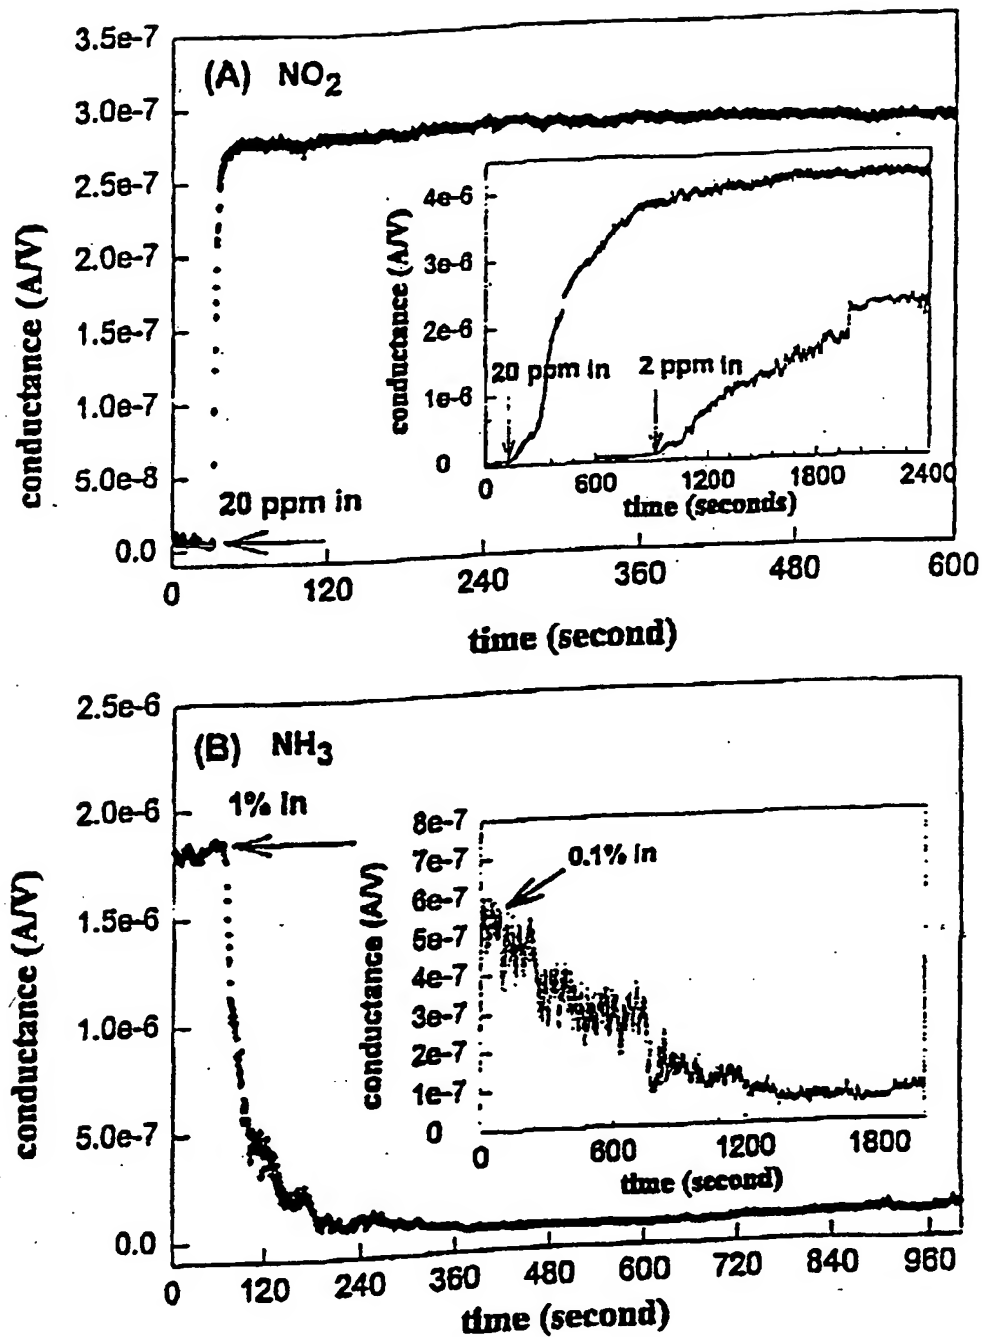 3.5e-7
(A) NO2
3.0e-7
2.5e-7
2.0e-7
1.5e-7
1.0e-7
5.0e-8
0.0
conductance (A/V)
20 ppm in
0 120 240 360 480 600
time (second)
4e-6
3e-6
2e-6
1e-6
0
conductance (A/V)
20 ppm in 2 ppm in
0 600 1200 1800 2400
time (seconds)
2.5e-6
(B) NH3
2.0e-6
1.5e-6
1.0e-6
5.0e-7
0.0
conductance (A/V)
1% in
0 120 240 360 480 600 720 840 960
time (second)
8e-7
7e-7
6e-7
5e-7
4e-7
3e-7
2e-7
1e-7
0
conductance (A/V)
0.1% in
0 600 1200 1800
time (second)